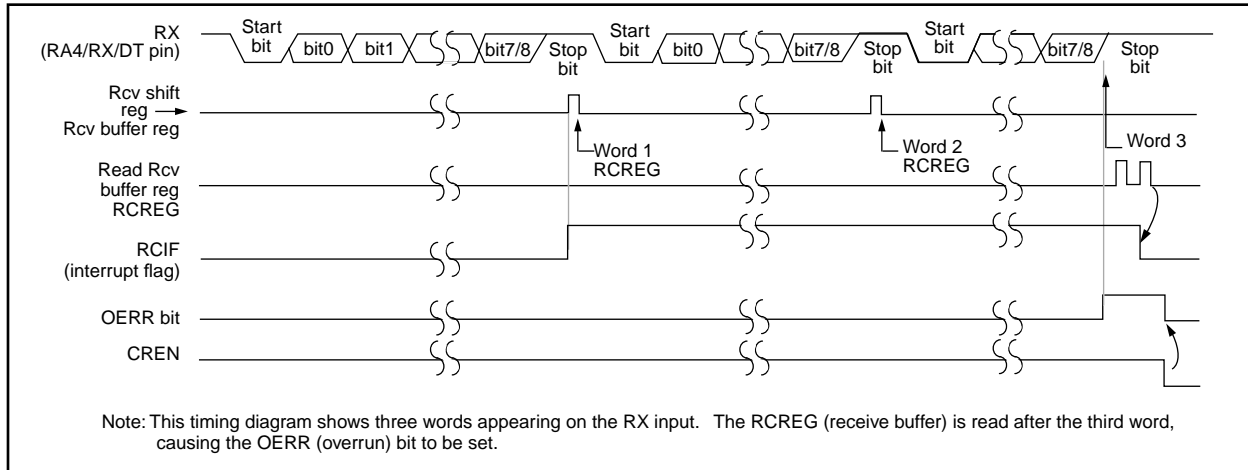 RX
(RA4/RX/DT pin)
Start
bit
bit0
bit1
bit7/8
Stop
bit
Start
bit
bit0
bit7/8
Stop
bit
Start
bit
bit7/8
Stop
bit
Rcv shift
reg
Rcv buffer reg
Word 1
RCREG
Word 2
RCREG
Word 3
Read Rcv
buffer reg
RCREG
RCIF
(interrupt flag)
OERR bit
CREN
Note: This timing diagram shows three words appearing on the RX input. The RCREG (receive buffer) is read after the third word,
causing the OERR (overrun) bit to be set.